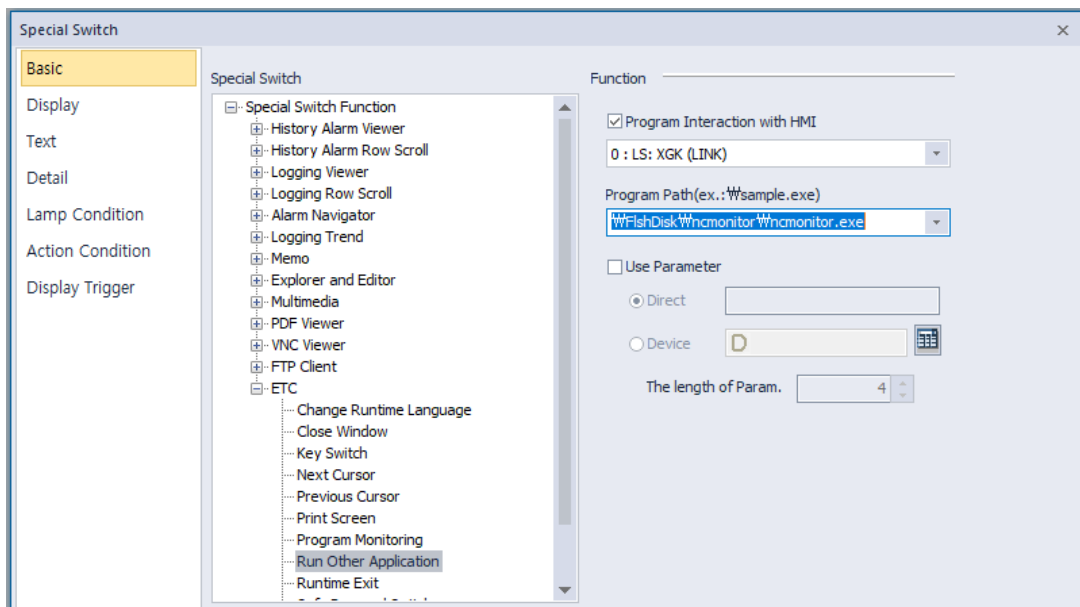 Special Switch
Basic
Display
Text
Detail
Lamp Condition
Action Condition
Display Trigger
Special Switch
Special Switch Function
History Alarm Viewer
History Alarm Row Scroll
Logging Viewer
Logging Row Scroll
Alarm Navigator
Logging Trend
Memo
Explorer and Editor
Multimedia
PDF Viewer
VNC Viewer
FTP Client
ETC
Change Runtime Language
Close Window
Key Switch
Next Cursor
Previous Cursor
Print Screen
Program Monitoring
Run Other Application
Runtime Exit
Function
Program Interaction with HMI
0 : LS: XGK (LINK)
Program Path(ex.:₩sample.exe)
₩FlshDisk₩ncmonitor₩ncmonitor.exe
Use Parameter
Direct
Device
D
The length of Param.
4